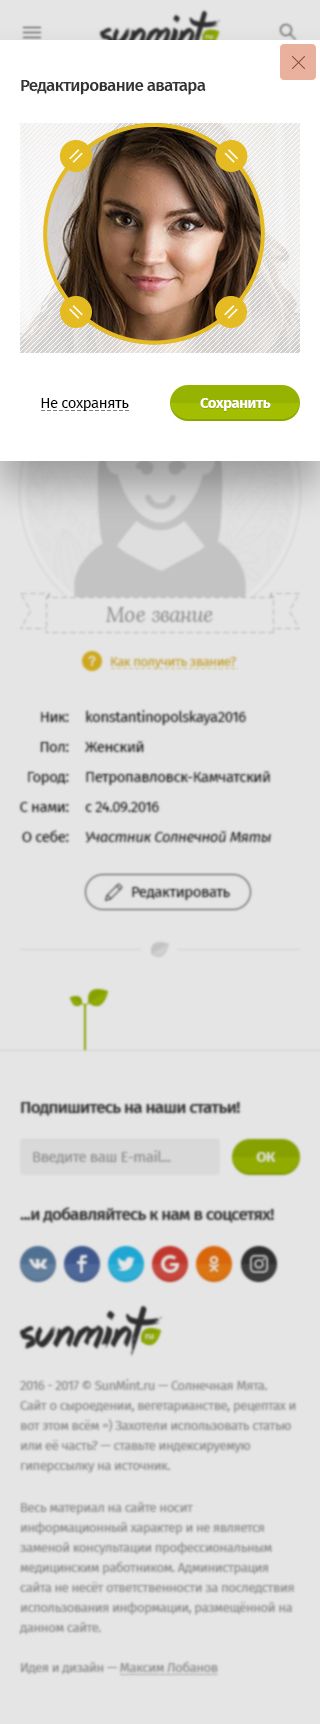 sunmint ru
Редактирование аватара
Не сохранять
Сохранить
Мое звание
? Как получить звание?
Ник: konstantinopolskaya2016
Пол: Женский
Город: Петропавловск-Камчатский
С нами: с 24.09.2016
О себе: Участник Солнечной Мяты
Редактировать
Подпишитесь на наши статьи!
Введите ваш E-mail...
ОК
...и добавляйтесь к нам в соцсетях!
sunmint ru
2016 - 2017 © SunMint.ru — Солнечная Мята.
Сайт о сыроедении, вегетарианстве, рецептах и
вот этом всём =) Захотели использовать статью
или её часть? — ставьте индексируемую
гиперссылку на источник.
Весь материал на сайте носит
информационный характер и не является
заменой консультации профессиональным
медицинским работником. Администрация
сайта не несёт ответственности за последствия
использования информации, размещённой на
данном сайте.
Идея и дизайн — Максим Лобанов